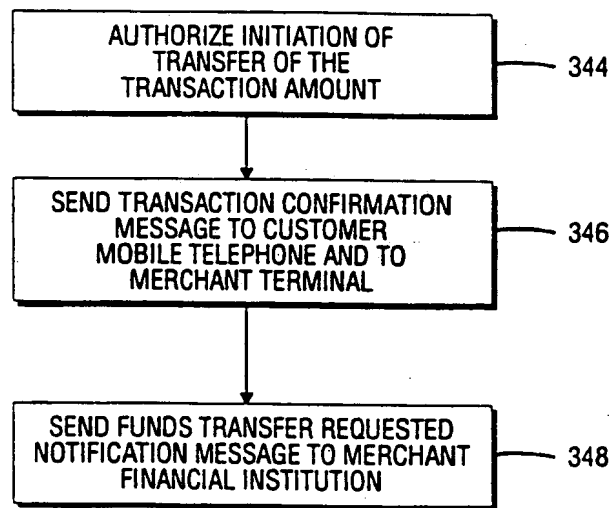 AUTHORIZE INITIATION OF
TRANSFER OF THE
TRANSACTION AMOUNT
344
SEND TRANSACTION CONFIRMATION
MESSAGE TO CUSTOMER
MOBILE TELEPHONE AND TO
MERCHANT TERMINAL
346
SEND FUNDS TRANSFER REQUESTED
NOTIFICATION MESSAGE TO MERCHANT
FINANCIAL INSTITUTION
348